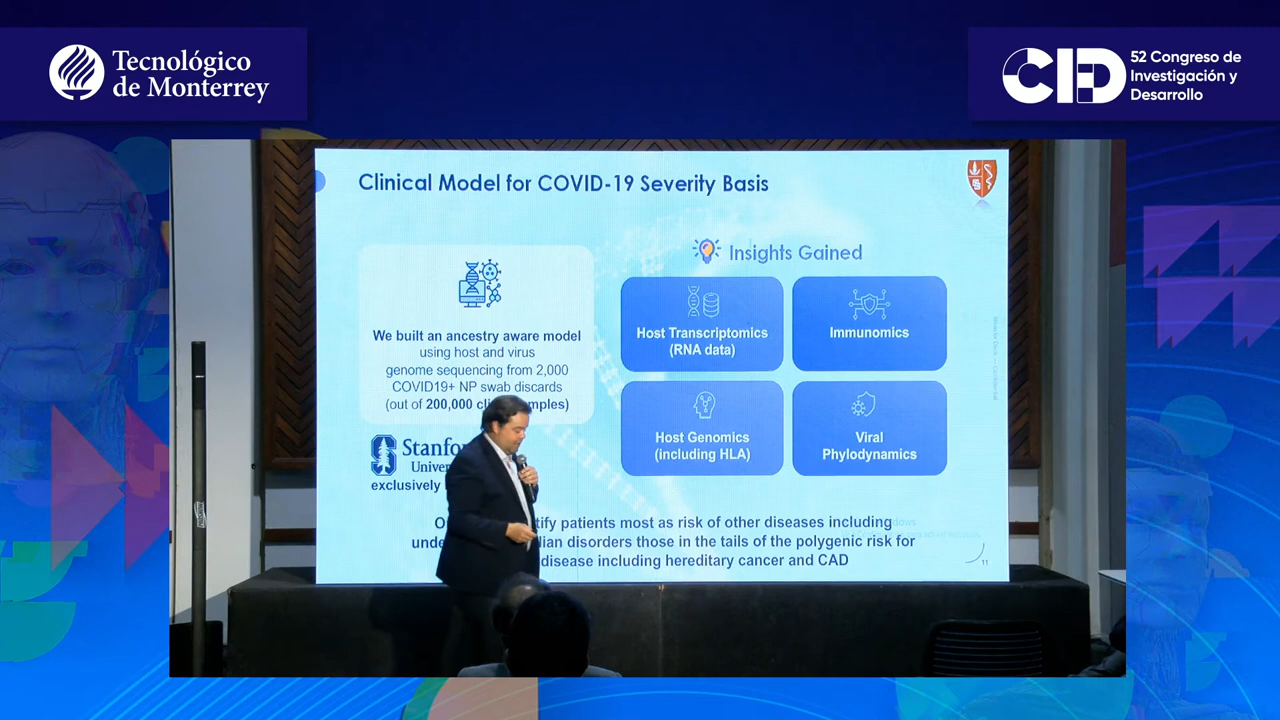 Tecnológico
de Monterrey
CID
52 Congreso de
Investigación y
Desarrollo
Clinical Model for COVID-19 Severity Basis
Insights Gained
We built an ancestry aware model
using host and virus
genome sequencing from 2,000
COVID19+ NP swab discards
(out of 200,000
Host Transcriptomics
(RNA data)
Immunomics
Host Genomics
(including HLA)
Viral
Phylodynamics
exclusively
patients most as risk of other diseases including
disorders those in the tails of the polygenic risk for
disease including hereditary cancer and CAD
11